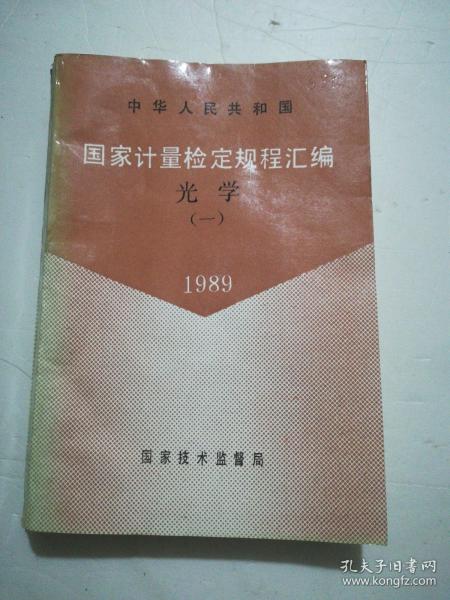 中华人民共和国
国家计量检定规程汇编
光学
(一)
1989
国家技术监督局
孔夫子旧书网
www.kongfz.com